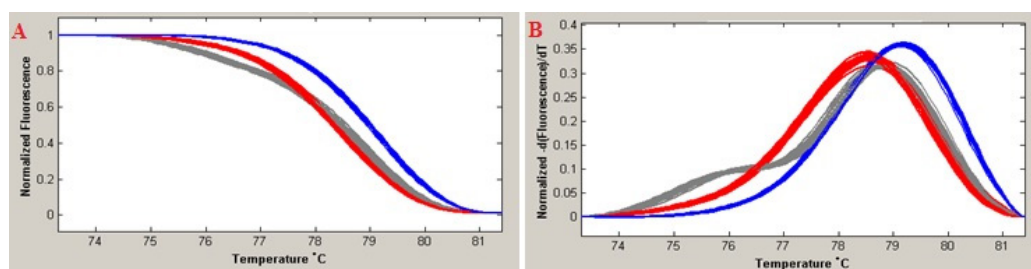 A
Normalized Fluorescence
1
0.8
0.6
0.4
0.2
0
74 75 76 77 78 79 80 81
Temperature °C
B
Normalized -d(Fluorescence)/dT
0.4
0.35
0.3
0.25
0.2
0.15
0.1
0.05
0
74 75 76 77 78 79 80 81
Temperature °C